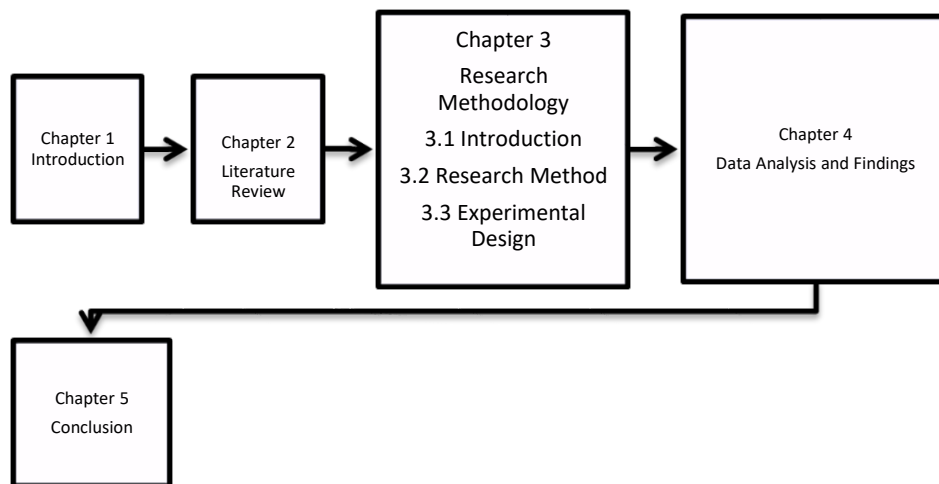 Chapter 1
Introduction
Chapter 2
Literature
Review
Chapter 3
Research
Methodology
3.1 Introduction
3.2 Research Method
3.3 Experimental
Design
Chapter 4
Data Analysis and Findings
Chapter 5
Conclusion